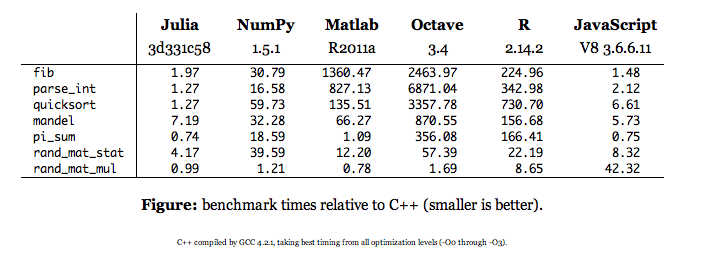 Julia NumPy Matlab Octave R JavaScript
3d331c58 1.5.1 R2011a 3.4 2.14.2 V8 3.6.6.11
fib 1.97 30.79 1360.47 2463.97 224.96 1.48
parse_int 1.27 16.58 827.13 6871.04 342.98 2.12
quicksort 1.27 59.73 135.51 3357.78 730.70 6.61
mandel 7.19 32.28 66.27 870.55 156.68 5.73
pi_sum 0.74 18.59 1.09 356.08 166.41 0.75
rand_mat_stat 4.17 39.59 12.20 57.39 22.19 8.32
rand_mat_mul 0.99 1.21 0.78 1.69 8.65 42.32
Figure: benchmark times relative to C++ (smaller is better).
C++ compiled by GCC 4.2.1, taking best timing from all optimization levels (-O0 through -O3).